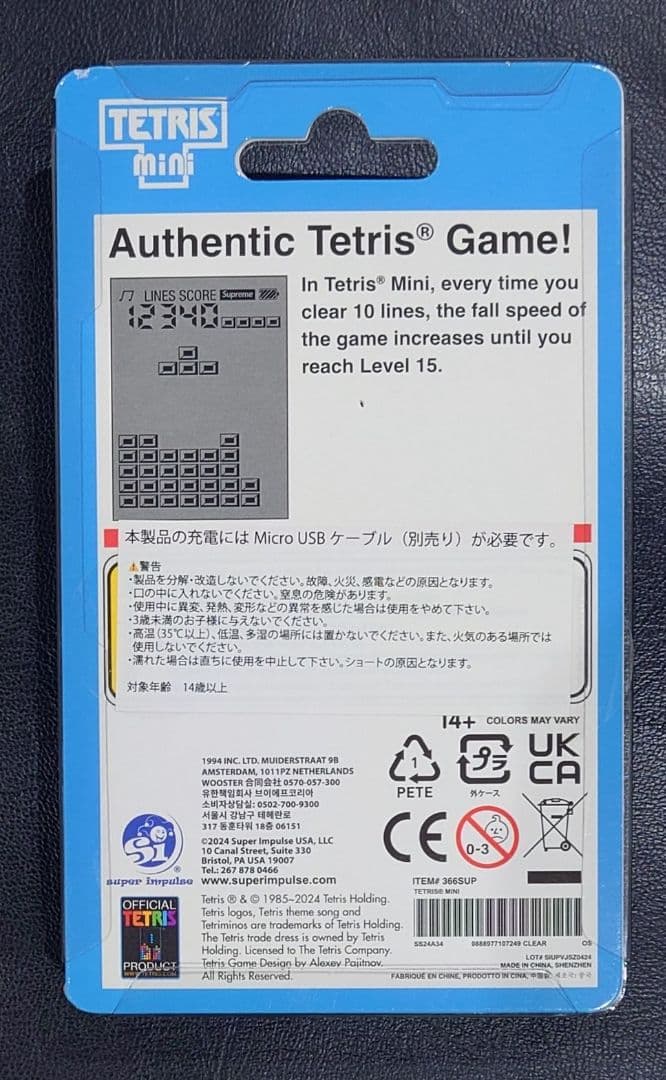 TETRIS®
mini
Authentic Tetris® Game!
LINES SCORE Supreme
12340
In Tetris® Mini, every time you
clear 10 lines, the fall speed of
the game increases until you
reach Level 15.
本製品の充電には Micro USB ケーブル（別売り）が必要です。
⚠警告
・製品を分解・改造しないでください。故障、火災、感電などの原因となります。
・口の中に入れないでください。窒息の危険があります。
・使用中に異変、発熱、変形などの異常を感じた場合は使用をやめて下さい。
・3歳未満のお子様に与えないでください。
・高温（35℃以上）、低温、多湿の場所には置かないでください。また、火気のある場所では
使用しないでください。
・濡れた場合は直ちに使用を中止して下さい。ショートの原因となります。
対象年齢 14歳以上
14+ COLORS MAY VARY
1994 INC. LTD. MUIDERSTRAAT 9B
AMSTERDAM, 1011PZ NETHERLANDS
WOOSTER 合同会社 0570-057-300
유한책임회사 브이에프코리아
소비자상담실: 0502-700-9300
서울시 강남구 테헤란로
317 동훈타워 18층 06151
©2024 Super Impulse USA, LLC
10 Canal Street, Suite 330
Bristol, PA USA 19007
Tel.: 267 878 0466
www.superimpulse.com
1
PETE
プラ
外ケース
UK
CA
CE
0-3
Si®
super impulse
ITEM# 366SUP
TETRIS® MINI
SS24A34 0888977107249 CLEAR OS
LOT# SIUPVJSZ0424
MADE IN CHINA, SHENZHEN
FABRIQUÉ EN CHINE, PRODOTTO IN CINA,
OFFICIAL
TETRIS
PRODUCT
WWW.TETRIS.COM
Tetris ® & © 1985~2024 Tetris Holding.
Tetris logos, Tetris theme song and
Tetriminos are trademarks of Tetris Holding.
The Tetris trade dress is owned by Tetris
Holding. Licensed to The Tetris Company.
Tetris Game Design by Alexey Pajitnov.
All Rights Reserved.